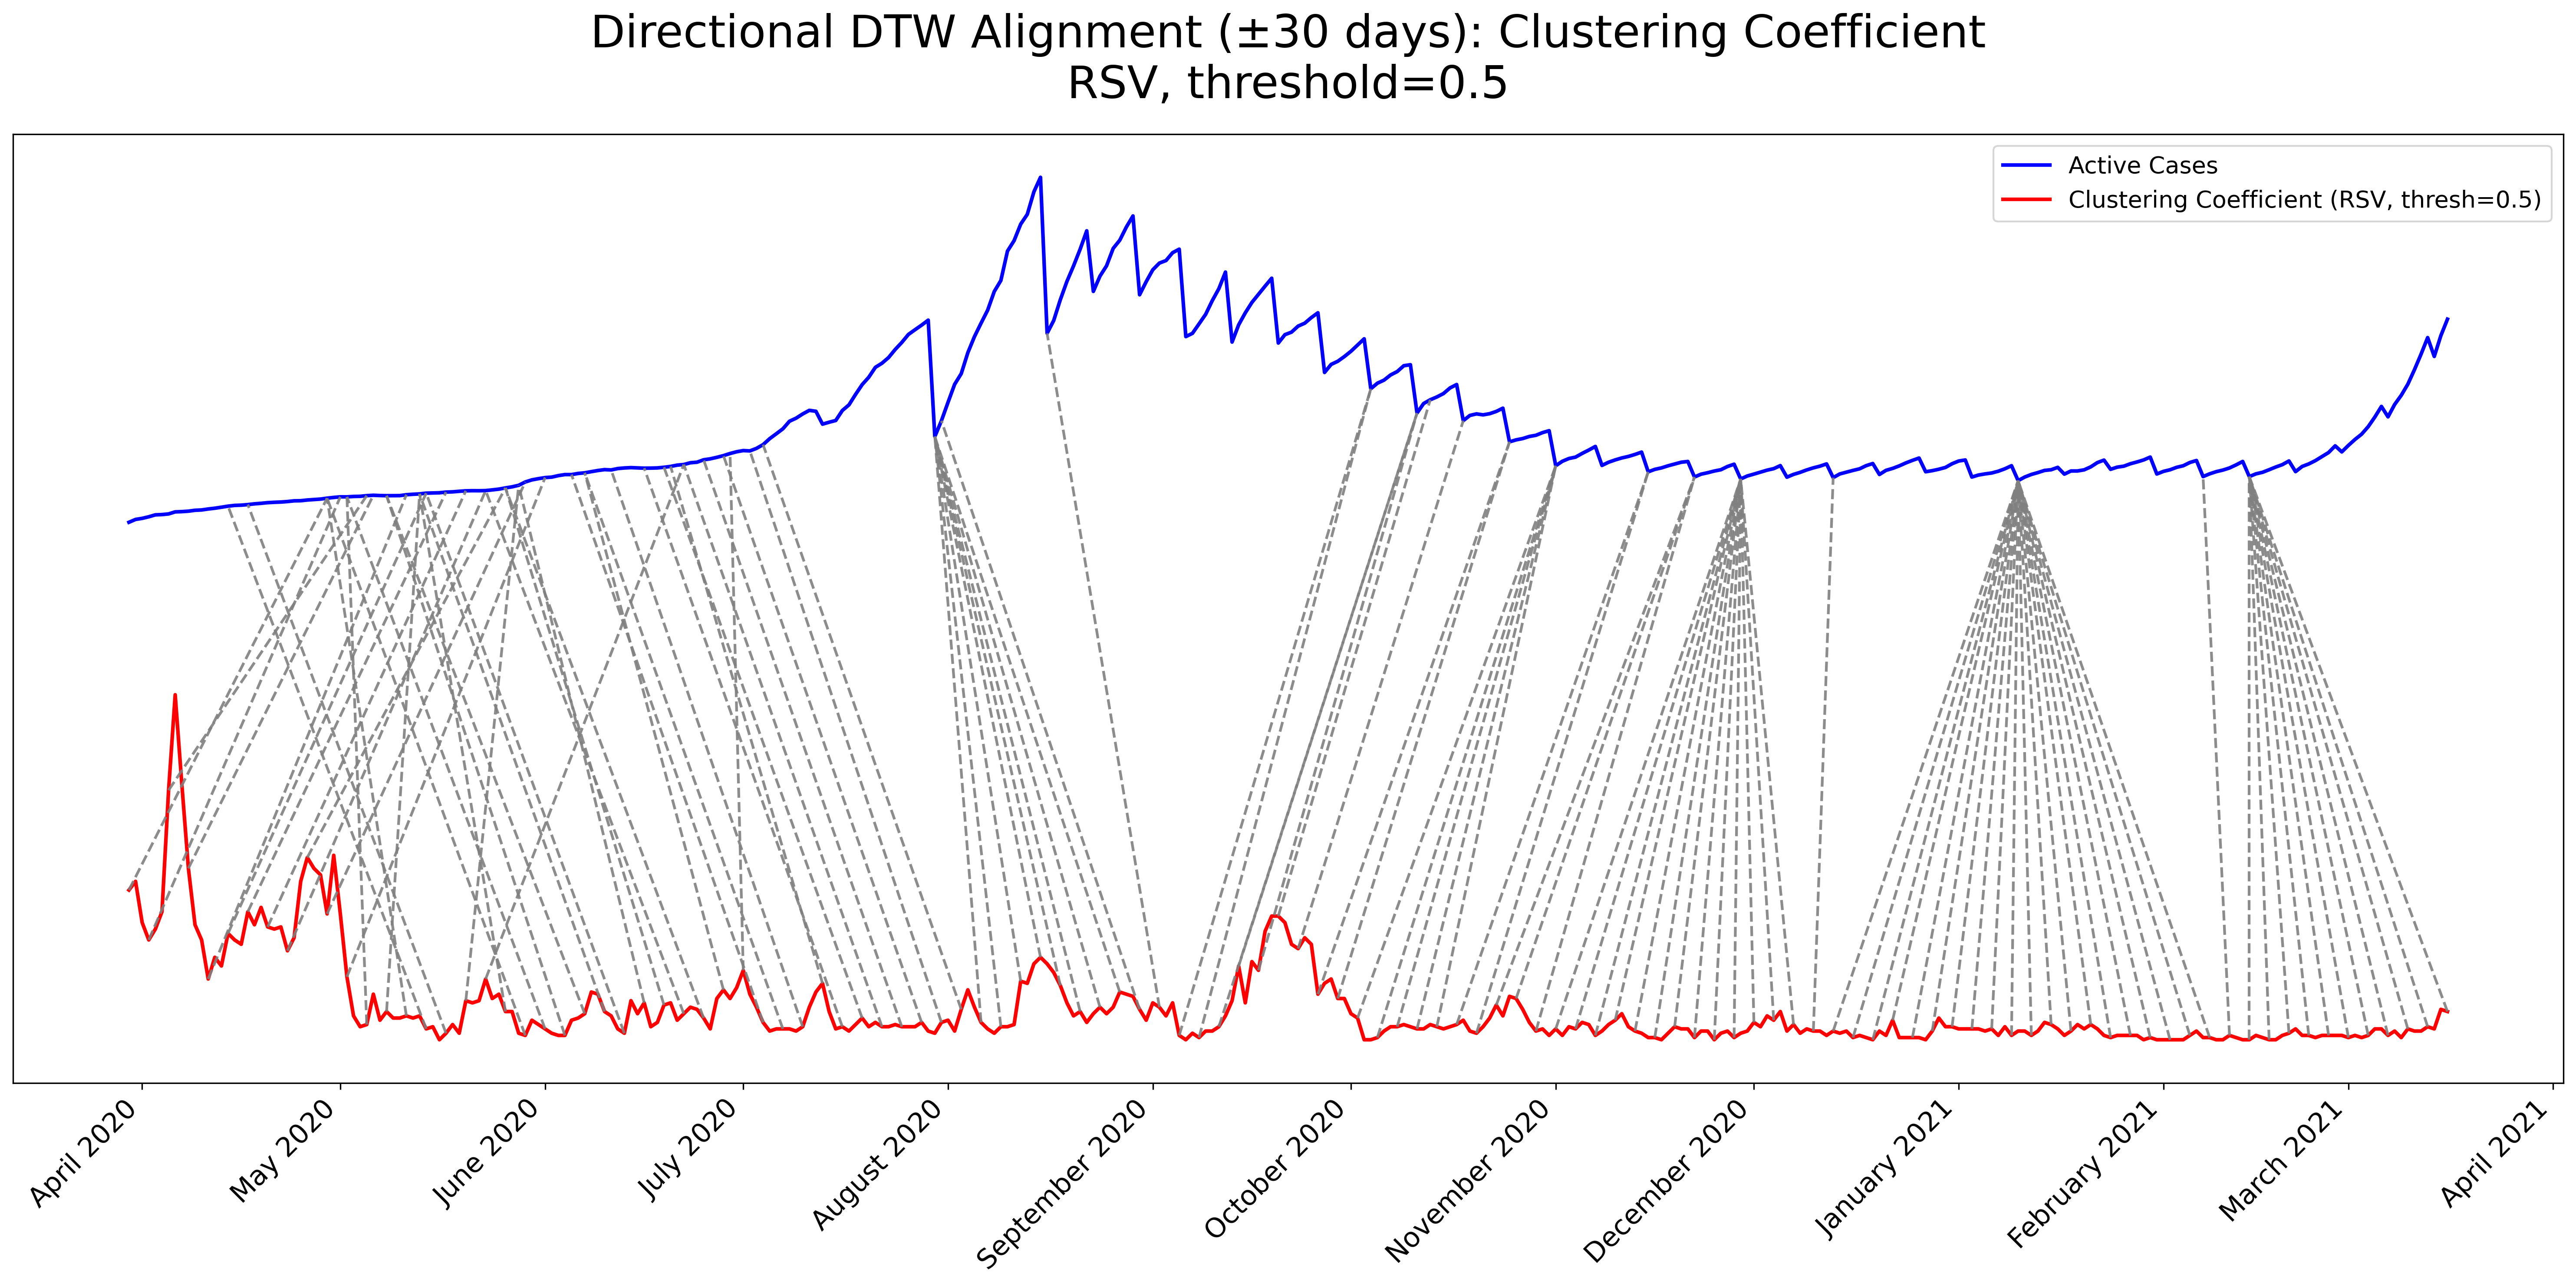 Directional DTW Alignment (±30 days): Clustering Coefficient
RSV, threshold=0.5
Active Cases
Clustering Coefficient (RSV, thresh=0.5)
April 2020
May 2020
June 2020
July 2020
August 2020
September 2020
October 2020
November 2020
December 2020
January 2021
February 2021
March 2021
April 2021